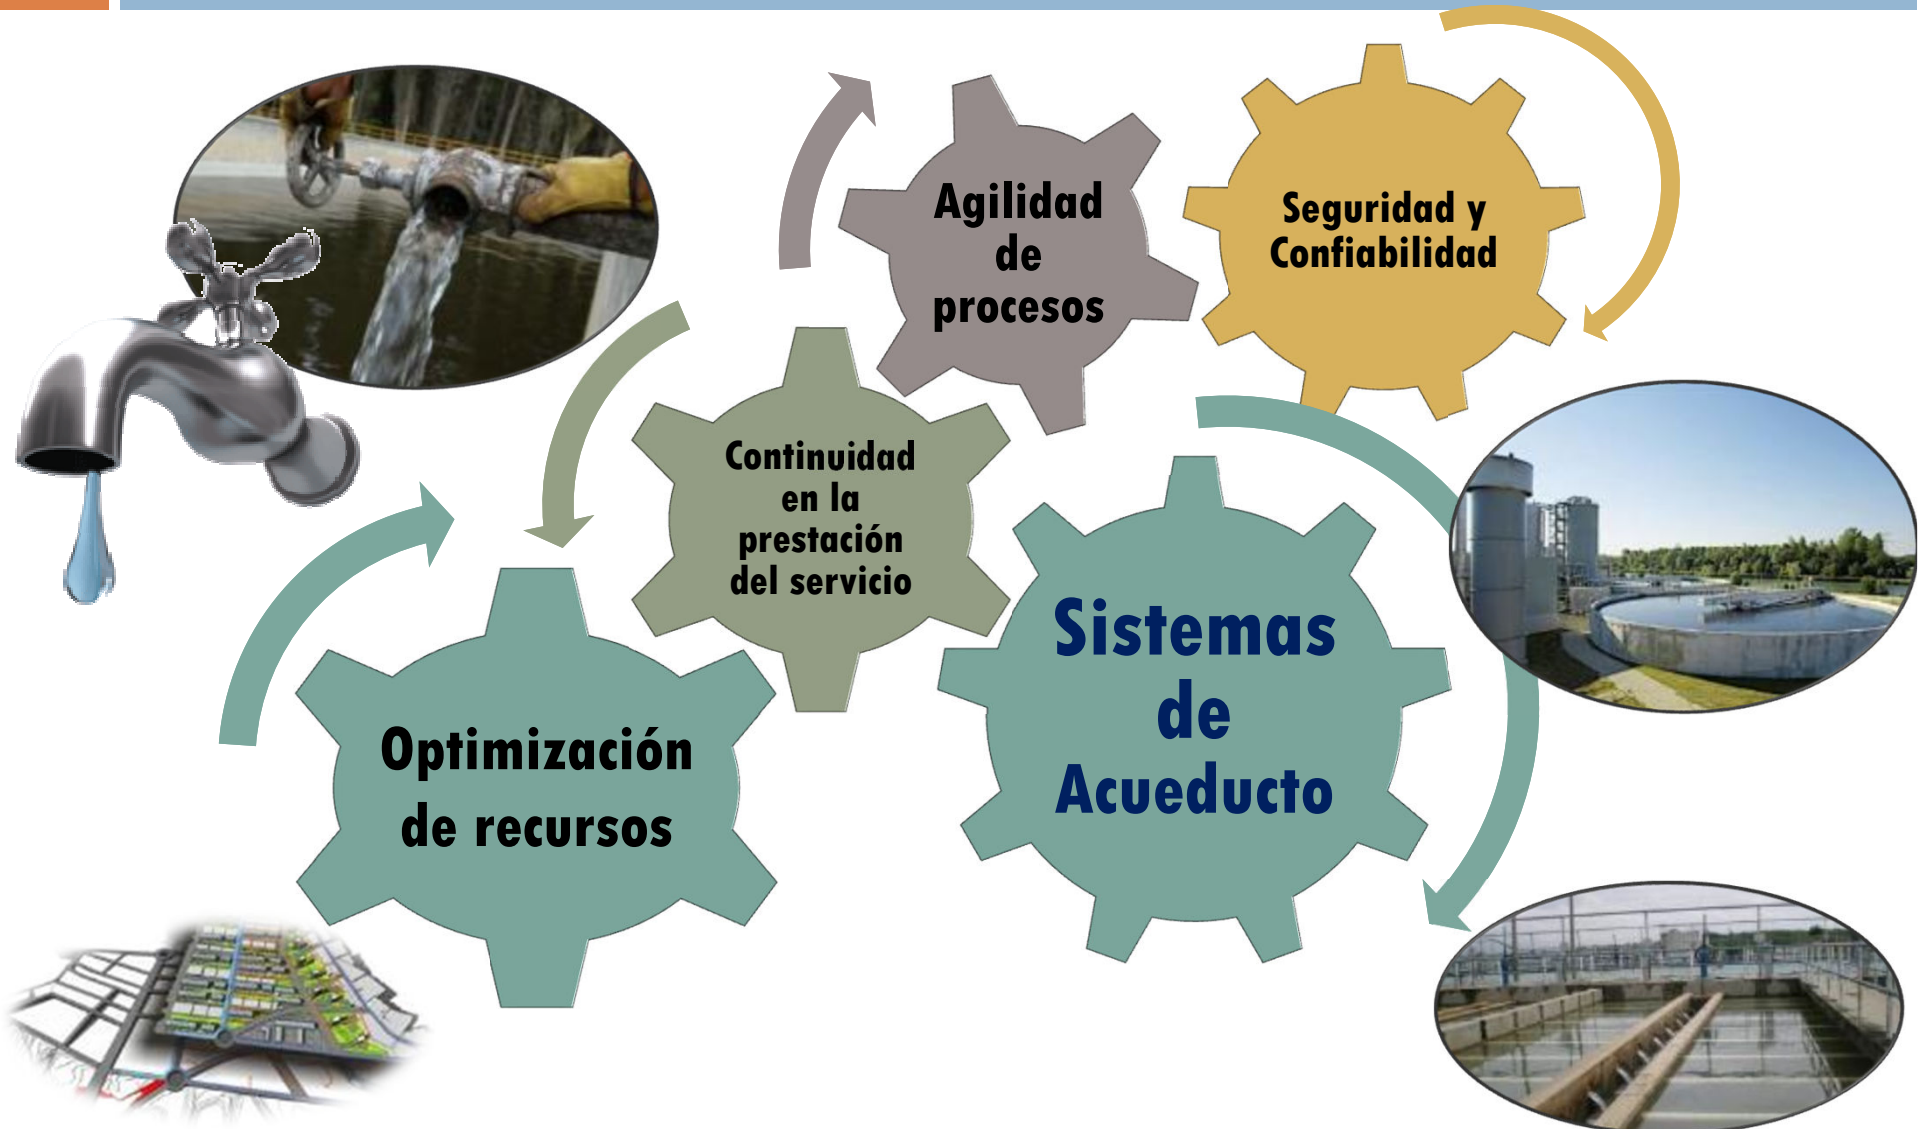 Agilidad
de
procesos
Seguridad y
Confiabilidad
Continuidad
en la
prestación
del servicio
Sistemas
de
Acueducto
Optimización
de recursos